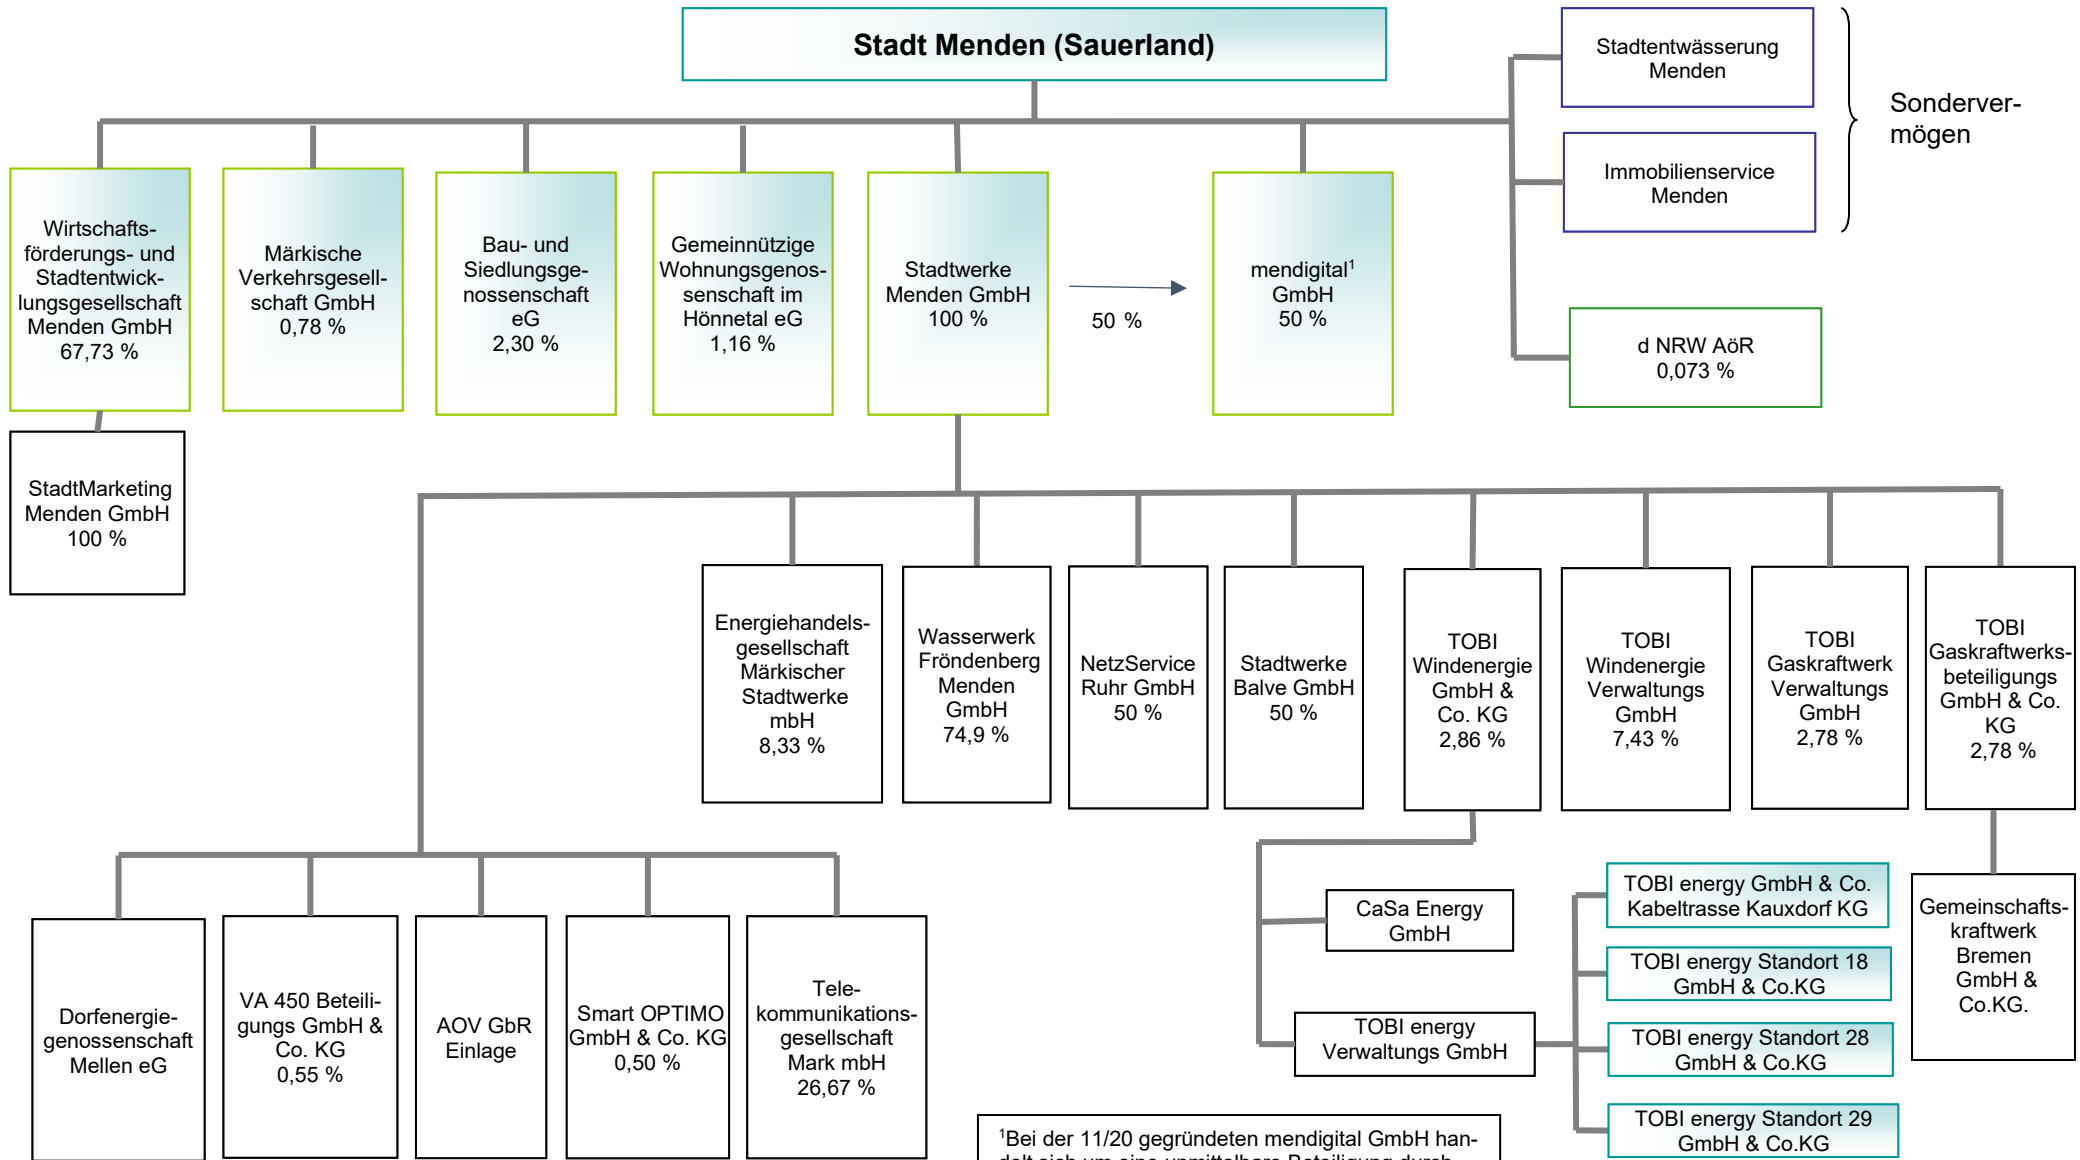 Stadt Menden (Sauerland)
Stadtentwässerung
Menden
Sonderver-
mögen
Immobilienservice
Menden
d NRW AöR
0,073 %
Wirtschafts-
förderungs- und
Stadtentwick-
lungsgesellschaft
Menden GmbH
67,73 %
Märkische
Verkehrsgesell-
schaft GmbH
0,78 %
Bau- und
Siedlungsge-
nossenschaft
eG
2,30 %
Gemeinnützige
Wohnungsgenos-
senschaft im
Hönnetal eG
1,16 %
Stadtwerke
Menden GmbH
100 %
50 %
mendigital¹
GmbH
50 %
StadtMarketing
Menden GmbH
100 %
Energiehandels-
gesellschaft
Märkischer
Stadtwerke
mbH
8,33 %
Wasserwerk
Fröndenberg
Menden
GmbH
74,9 %
NetzService
Ruhr GmbH
50 %
Stadtwerke
Balve GmbH
50 %
TOBI
Windenergie
GmbH &
Co. KG
2,86 %
TOBI
Windenergie
Verwaltungs
GmbH
7,43 %
TOBI
Gaskraftwerk
Verwaltungs
GmbH
2,78 %
TOBI
Gaskraftwerks-
beteiligungs
GmbH & Co.
KG
2,78 %
Dorfenergie-
genossenschaft
Mellen eG
VA 450 Beteili-
gungs GmbH &
Co. KG
0,55 %
AOV GbR
Einlage
Smart OPTIMO
GmbH & Co. KG
0,50 %
Tele-
kommunikations-
gesellschaft
Mark mbH
26,67 %
CaSa Energy
GmbH
TOBI energy
Verwaltungs GmbH
TOBI energy GmbH & Co.
Kabeltrasse Kauxdorf KG
TOBI energy Standort 18
GmbH & Co.KG
TOBI energy Standort 28
GmbH & Co.KG
TOBI energy Standort 29
GmbH & Co.KG
Gemeinschafts-
kraftwerk
Bremen
GmbH &
Co.KG.
¹Bei der 11/20 gegründeten mendigital GmbH han-
delt sich um eine unmittelbare Beteiligung durch